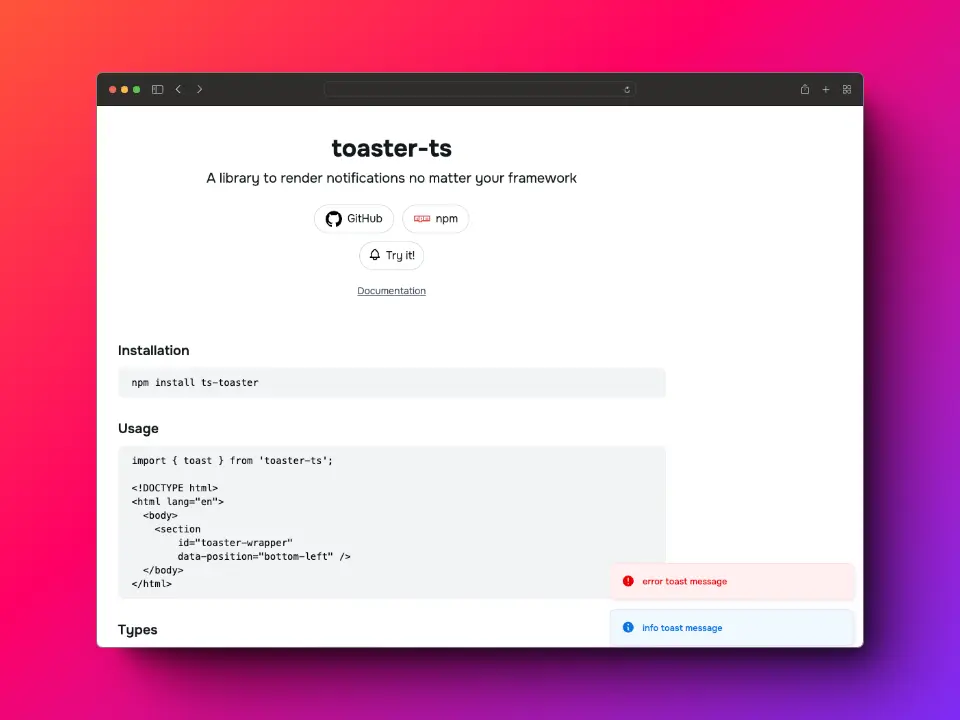 toaster-ts
A library to render notifications no matter your framework
GitHub
npm npm
Try it!
Documentation
Installation
npm install ts-toaster
Usage
import { toast } from 'toaster-ts';
<!DOCTYPE html>
<html lang="en">
<body>
<section
id="toaster-wrapper"
data-position="bottom-left" />
</body>
</html>
error toast message
info toast message
Types